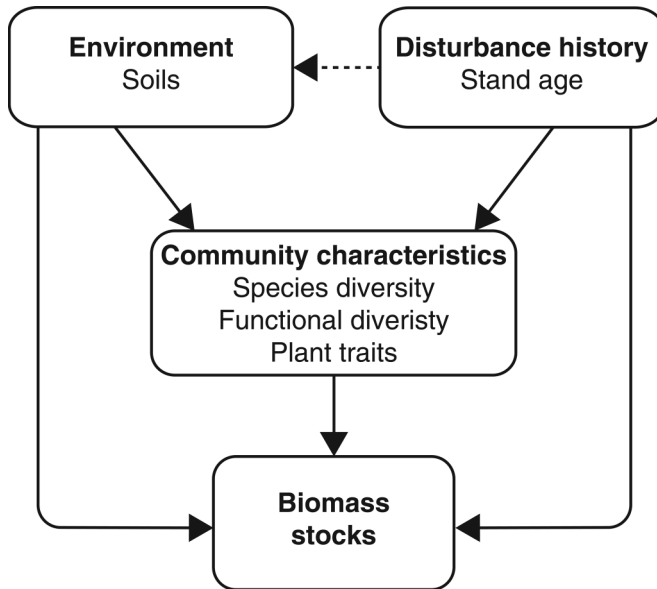 Environment
Soils
Disturbance history
Stand age
Community characteristics
Species diversity
Functional diveristy
Plant traits
Biomass
stocks